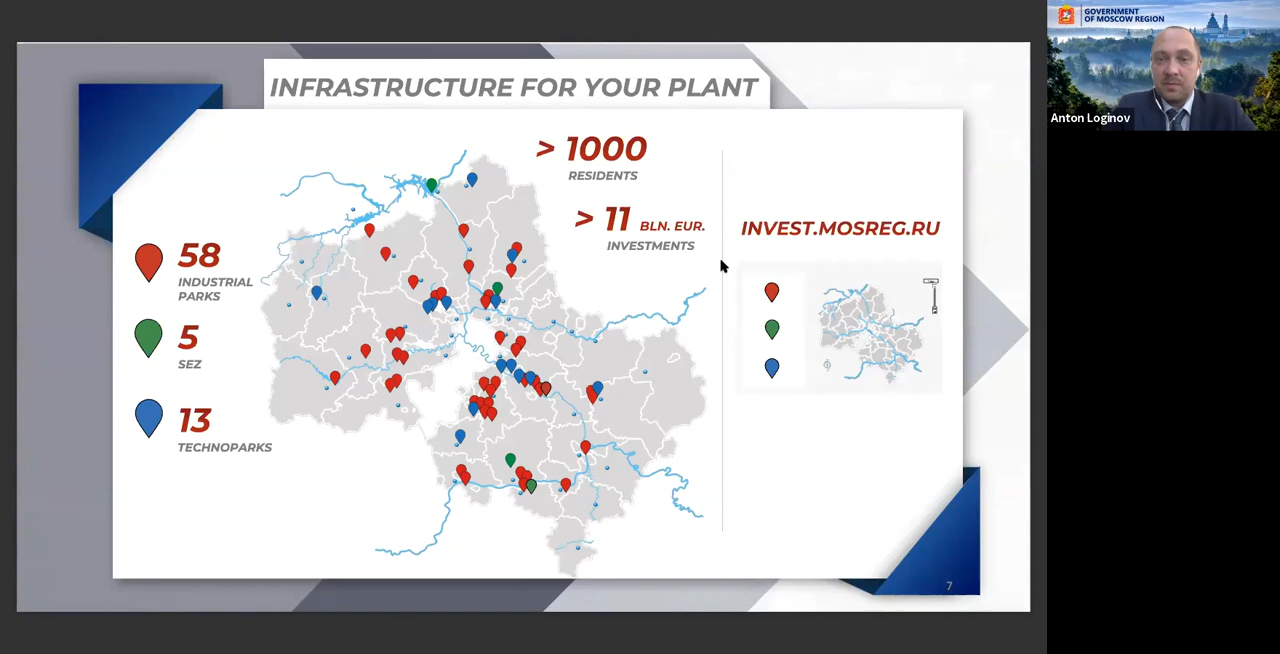 INFRASTRUCTURE FOR YOUR PLANT
> 1000
RESIDENTS
> 11 BLN. EUR.
INVESTMENTS
58
INDUSTRIAL
PARKS
5
SEZ
13
TECHNOPARKS
INVEST.MOSREG.RU
7
GOVERNMENT
OF MOSCOW REGION
Anton Loginov